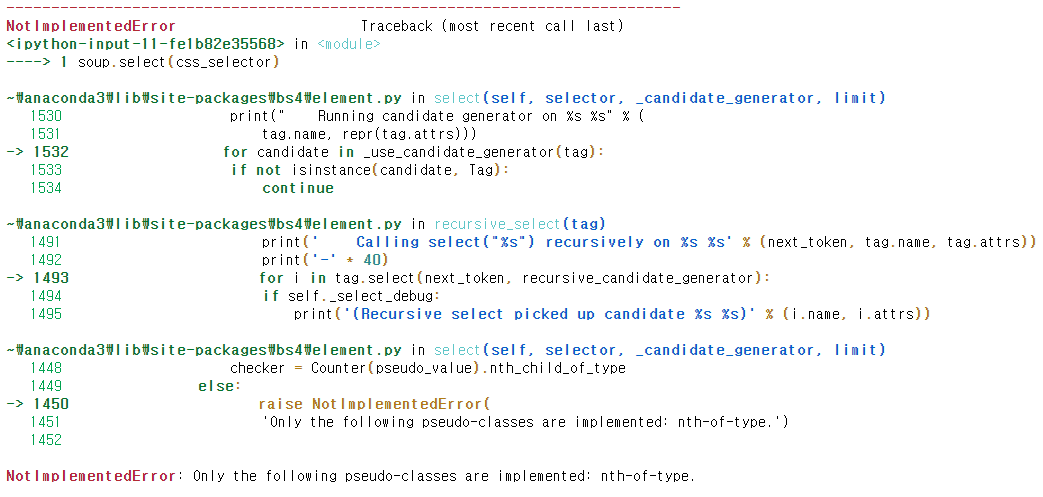 ---------------------------------------------------------------------------
NotImplementedError                       Traceback (most recent call last)
<ipython-input-11-fe1b82e35568> in <module>
----> 1 soup.select(css_selector)
~₩anaconda3₩lib₩site-packages₩bs4₩element.py in select(self, selector, _candidate_generator, limit)
   1530                     print("    Running candidate generator on %s %s" % (
   1531                         tag.name, repr(tag.attrs)))
-> 1532                 for candidate in _use_candidate_generator(tag):
   1533                     if not isinstance(candidate, Tag):
   1534                         continue
~₩anaconda3₩lib₩site-packages₩bs4₩element.py in recursive_select(tag)
   1491                         print('    Calling select("%s") recursively on %s %s' % (next_token, tag.name, tag.attrs))
   1492                         print('-' * 40)
-> 1493                     for i in tag.select(next_token, recursive_candidate_generator):
   1494                         if self._select_debug:
   1495                             print('(Recursive select picked up candidate %s %s)' % (i.name, i.attrs))
~₩anaconda3₩lib₩site-packages₩bs4₩element.py in select(self, selector, _candidate_generator, limit)
   1448                     checker = Counter(pseudo_value).nth_child_of_type
   1449                 else:
-> 1450                     raise NotImplementedError(
   1451                         'Only the following pseudo-classes are implemented: nth-of-type.')
   1452
NotImplementedError: Only the following pseudo-classes are implemented: nth-of-type.